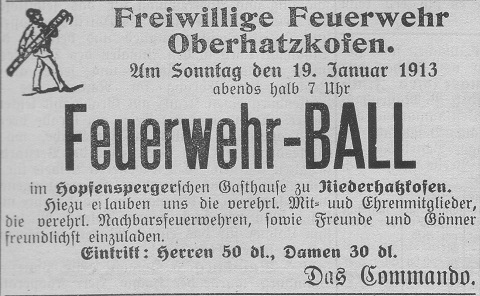 Freiwillige Feuerwehr
Oberhatzkofen.
Am Sonntag den 19. Januar 1913
abends halb 7 Uhr
Feuerwehr-BALL
im Hopfenspergerschen Gasthause zu Niederhatzkofen.
Hiezu erlauben uns die verehrl. Mit- und Ehrenmitglieder,
die verehrl. Nachbarsfeuerwehren, sowie Freunde und Gönner
freundlichst einzuladen.
Eintritt: Herren 50 dl., Damen 30 dl.
Das Commando.